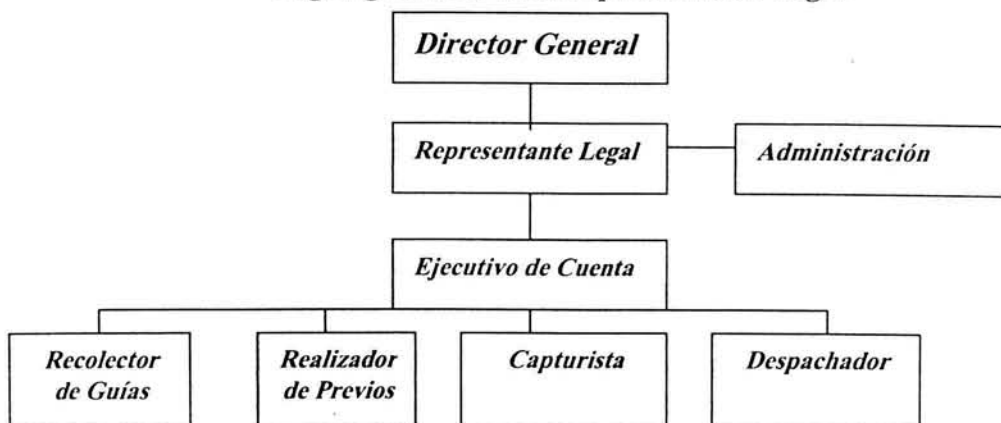 Director General
Representante Legal
Administración
Ejecutivo de Cuenta
Recolector
de Guías
Realizador
de Previos
Capturista
Despachador